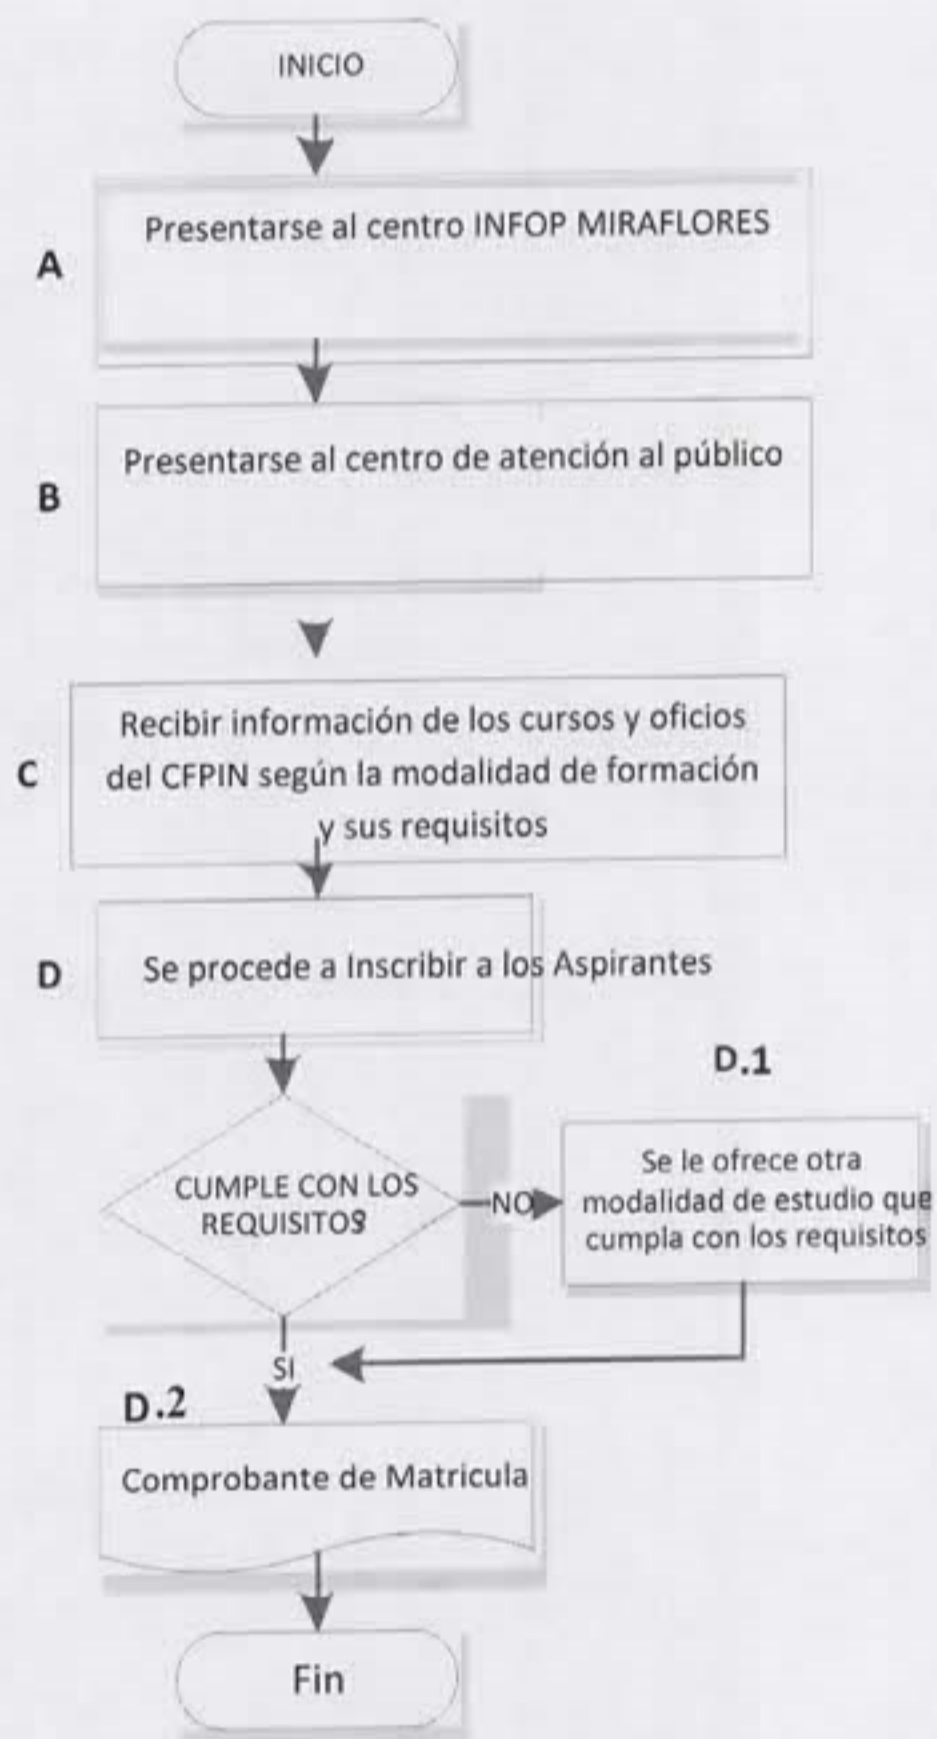 INICIO
A
Presentarse al centro INFOP MIRAFLORES
B
Presentarse al centro de atención al público
C
Recibir información de los cursos y oficios
del CFPIN según la modalidad de formación
y sus requisitos
D
Se procede a Inscribir a los Aspirantes
CUMPLE CON LOS
REQUISITOS?
NO
D.1
Se le ofrece otra
modalidad de estudio que
cumpla con los requisitos
SI
D.2
Comprobante de Matricula
Fin